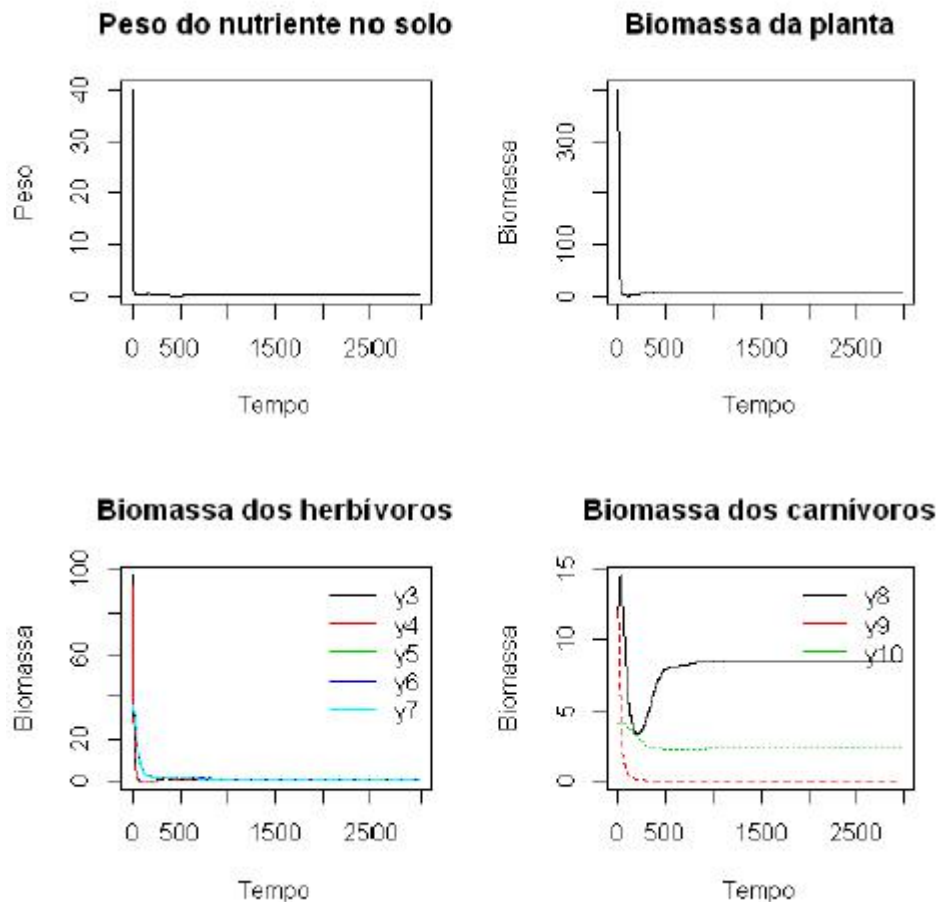 Peso do nutriente no solo
Peso
40
30
20
10
0
0 500 1500 2500
Tempo
Biomassa da planta
Biomassa
300
100
0
0 500 1500 2500
Tempo
Biomassa dos herbívoros
Biomassa
100
60
20
0
y3
y4
y5
y6
y7
0 500 1500 2500
Tempo
Biomassa dos carnívoros
Biomassa
15
10
5
0
y8
y9
y10
0 500 1500 2500
Tempo